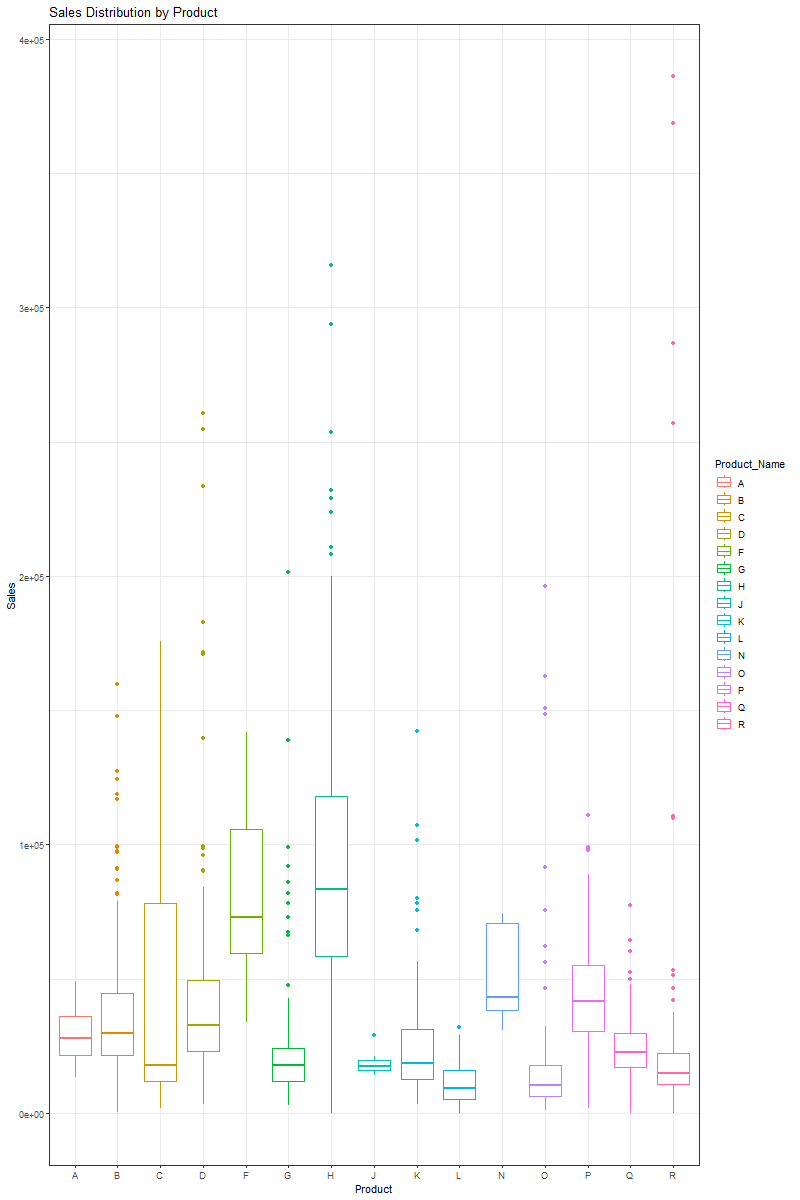 Sales Distribution by Product
4e+05
3e+05
2e+05
1e+05
0e+00
Sales
A B C D F G H J K L N O P Q R
Product
Product_Name
A
B
C
D
F
G
H
J
K
L
N
O
P
Q
R